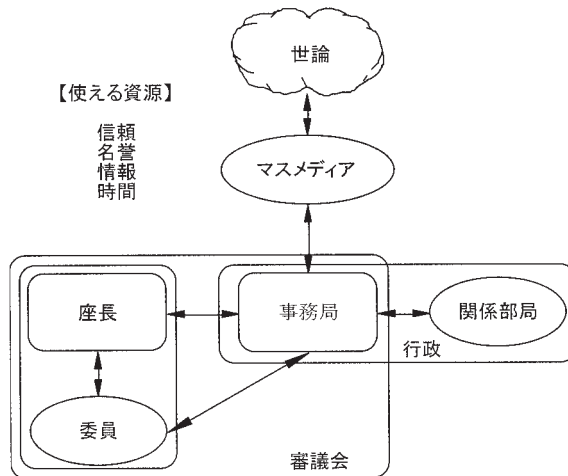 世論
【使える資源】
信頼
名誉
情報
時間
マスメディア
座長
事務局
関係部局
行政
委員
審議会